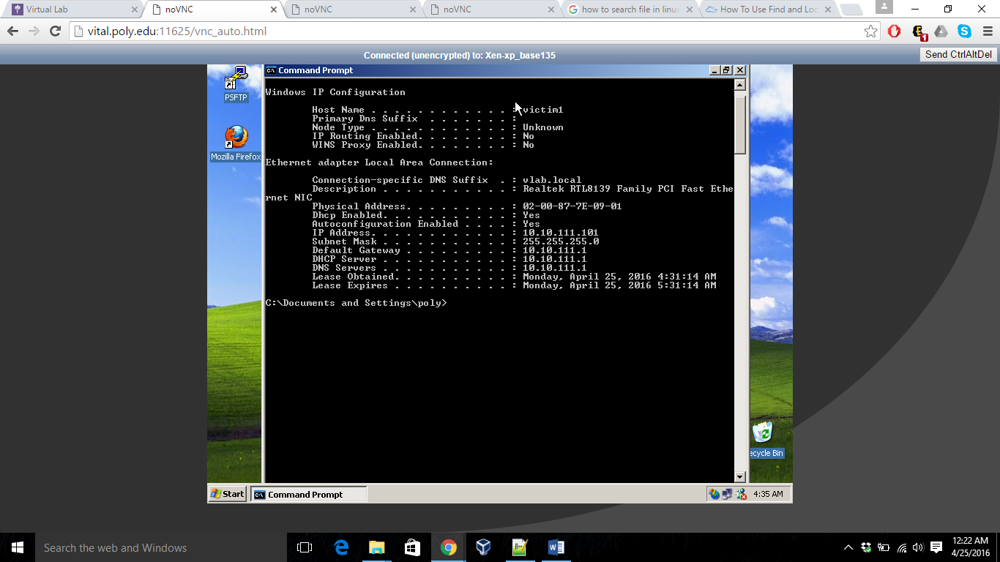 Virtual Lab
noVNC
noVNC
noVNC
how to search file in linux
How To Use Find and Loc
vital.poly.edu:11625/vnc_auto.html
1
Connected (unencrypted) to: Xen-xp_base135
Send CtrlAltDel
PSFTP
Mozilla Firefox
Command Prompt
Windows IP Configuration
Host Name . . . . . . . . . . . . : victim1
Primary Dns Suffix . . . . . . . :
Node Type . . . . . . . . . . . . : Unknown
IP Routing Enabled. . . . . . . . : No
WINS Proxy Enabled. . . . . . . . : No
Ethernet adapter Local Area Connection:
Connection-specific DNS Suffix . : vlab.local
Description . . . . . . . . . . . : Realtek RTL8139 Family PCI Fast Ethe
rnet NIC
Physical Address. . . . . . . . . : 02-00-87-7E-09-01
Dhcp Enabled. . . . . . . . . . . : Yes
Autoconfiguration Enabled . . . . : Yes
IP Address. . . . . . . . . . . . : 10.10.111.101
Subnet Mask . . . . . . . . . . . : 255.255.255.0
Default Gateway . . . . . . . . . : 10.10.111.1
DHCP Server . . . . . . . . . . . : 10.10.111.1
DNS Servers . . . . . . . . . . . : 10.10.111.1
Lease Obtained. . . . . . . . . . : Monday, April 25, 2016 4:31:14 AM
Lease Expires . . . . . . . . . . : Monday, April 25, 2016 5:31:14 AM
C:\Documents and Settings\poly>
ecycle Bin
Start
Command Prompt
4:35 AM
Search the web and Windows
12:22 AM
4/25/2016